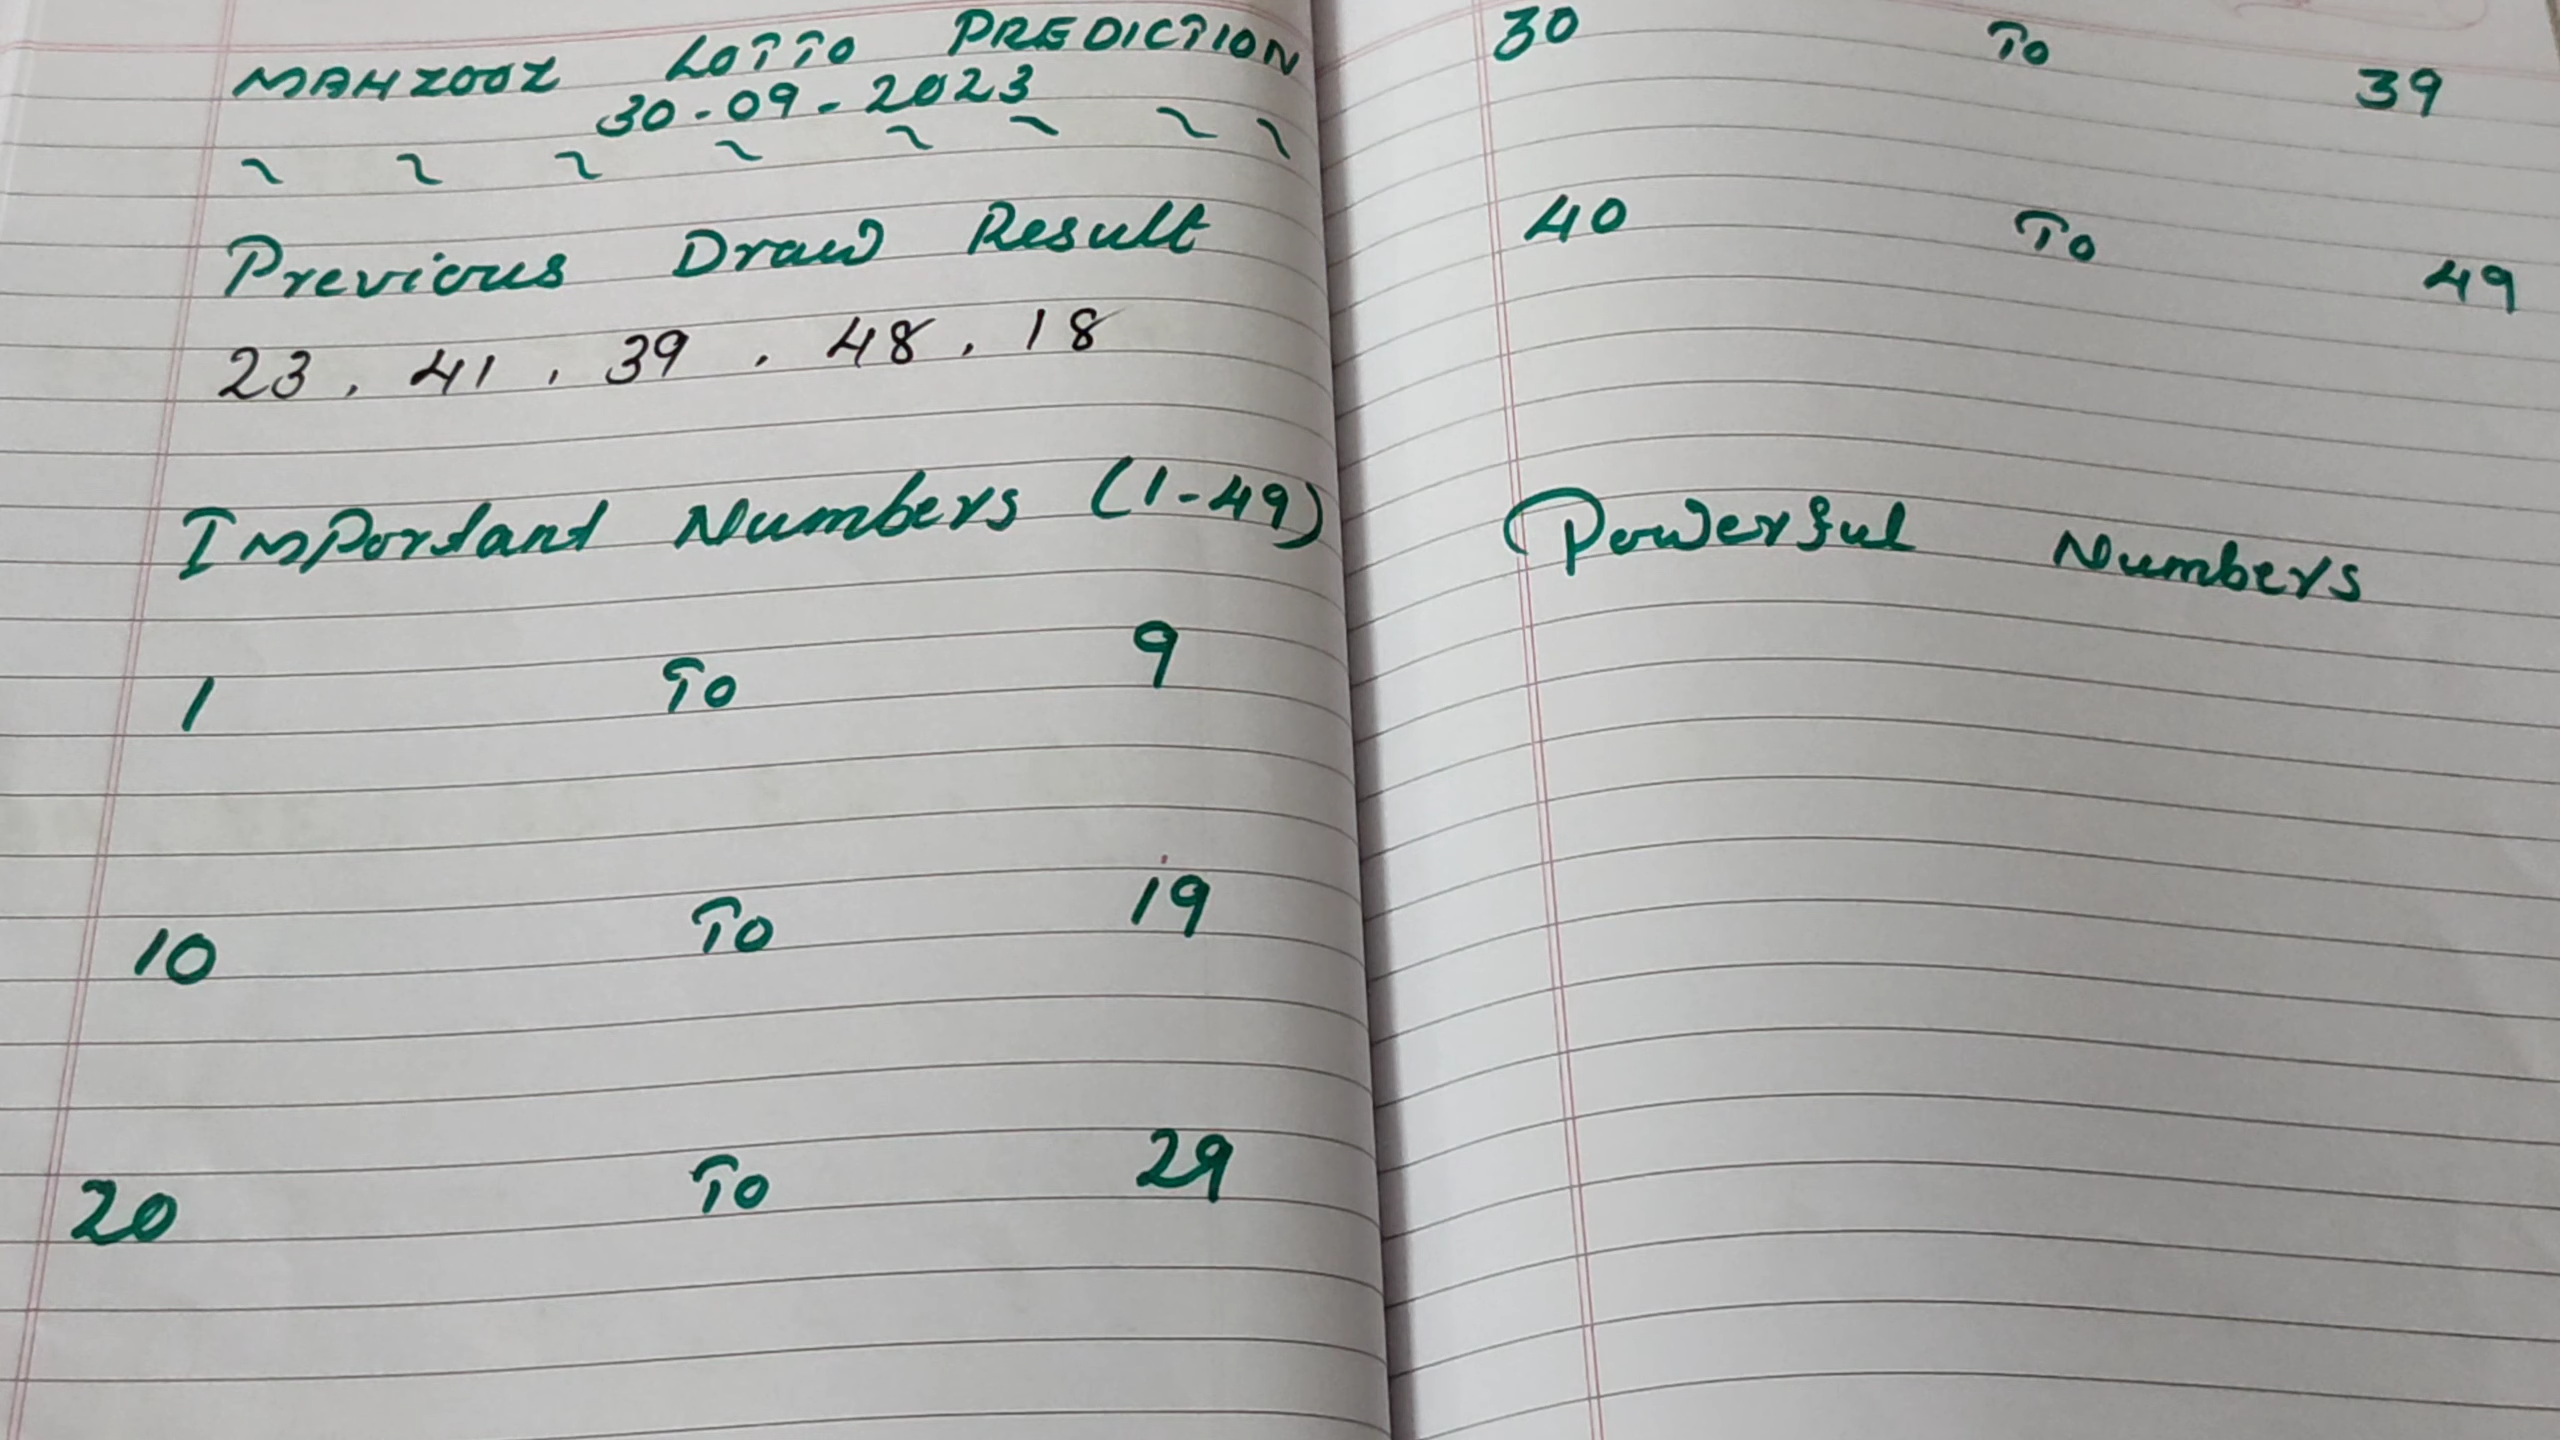 MAHZOOZ LOTTO PREDICTION
30-09-2023
~ ~ ~ ~ ~ ~ ~ ~
Previous Draw Result
23, 41, 39, 48, 18
Important Numbers (1-49)
1 To 9
10 To 19
20 To 29
30 To 39
40 To 49
Powerful Numbers